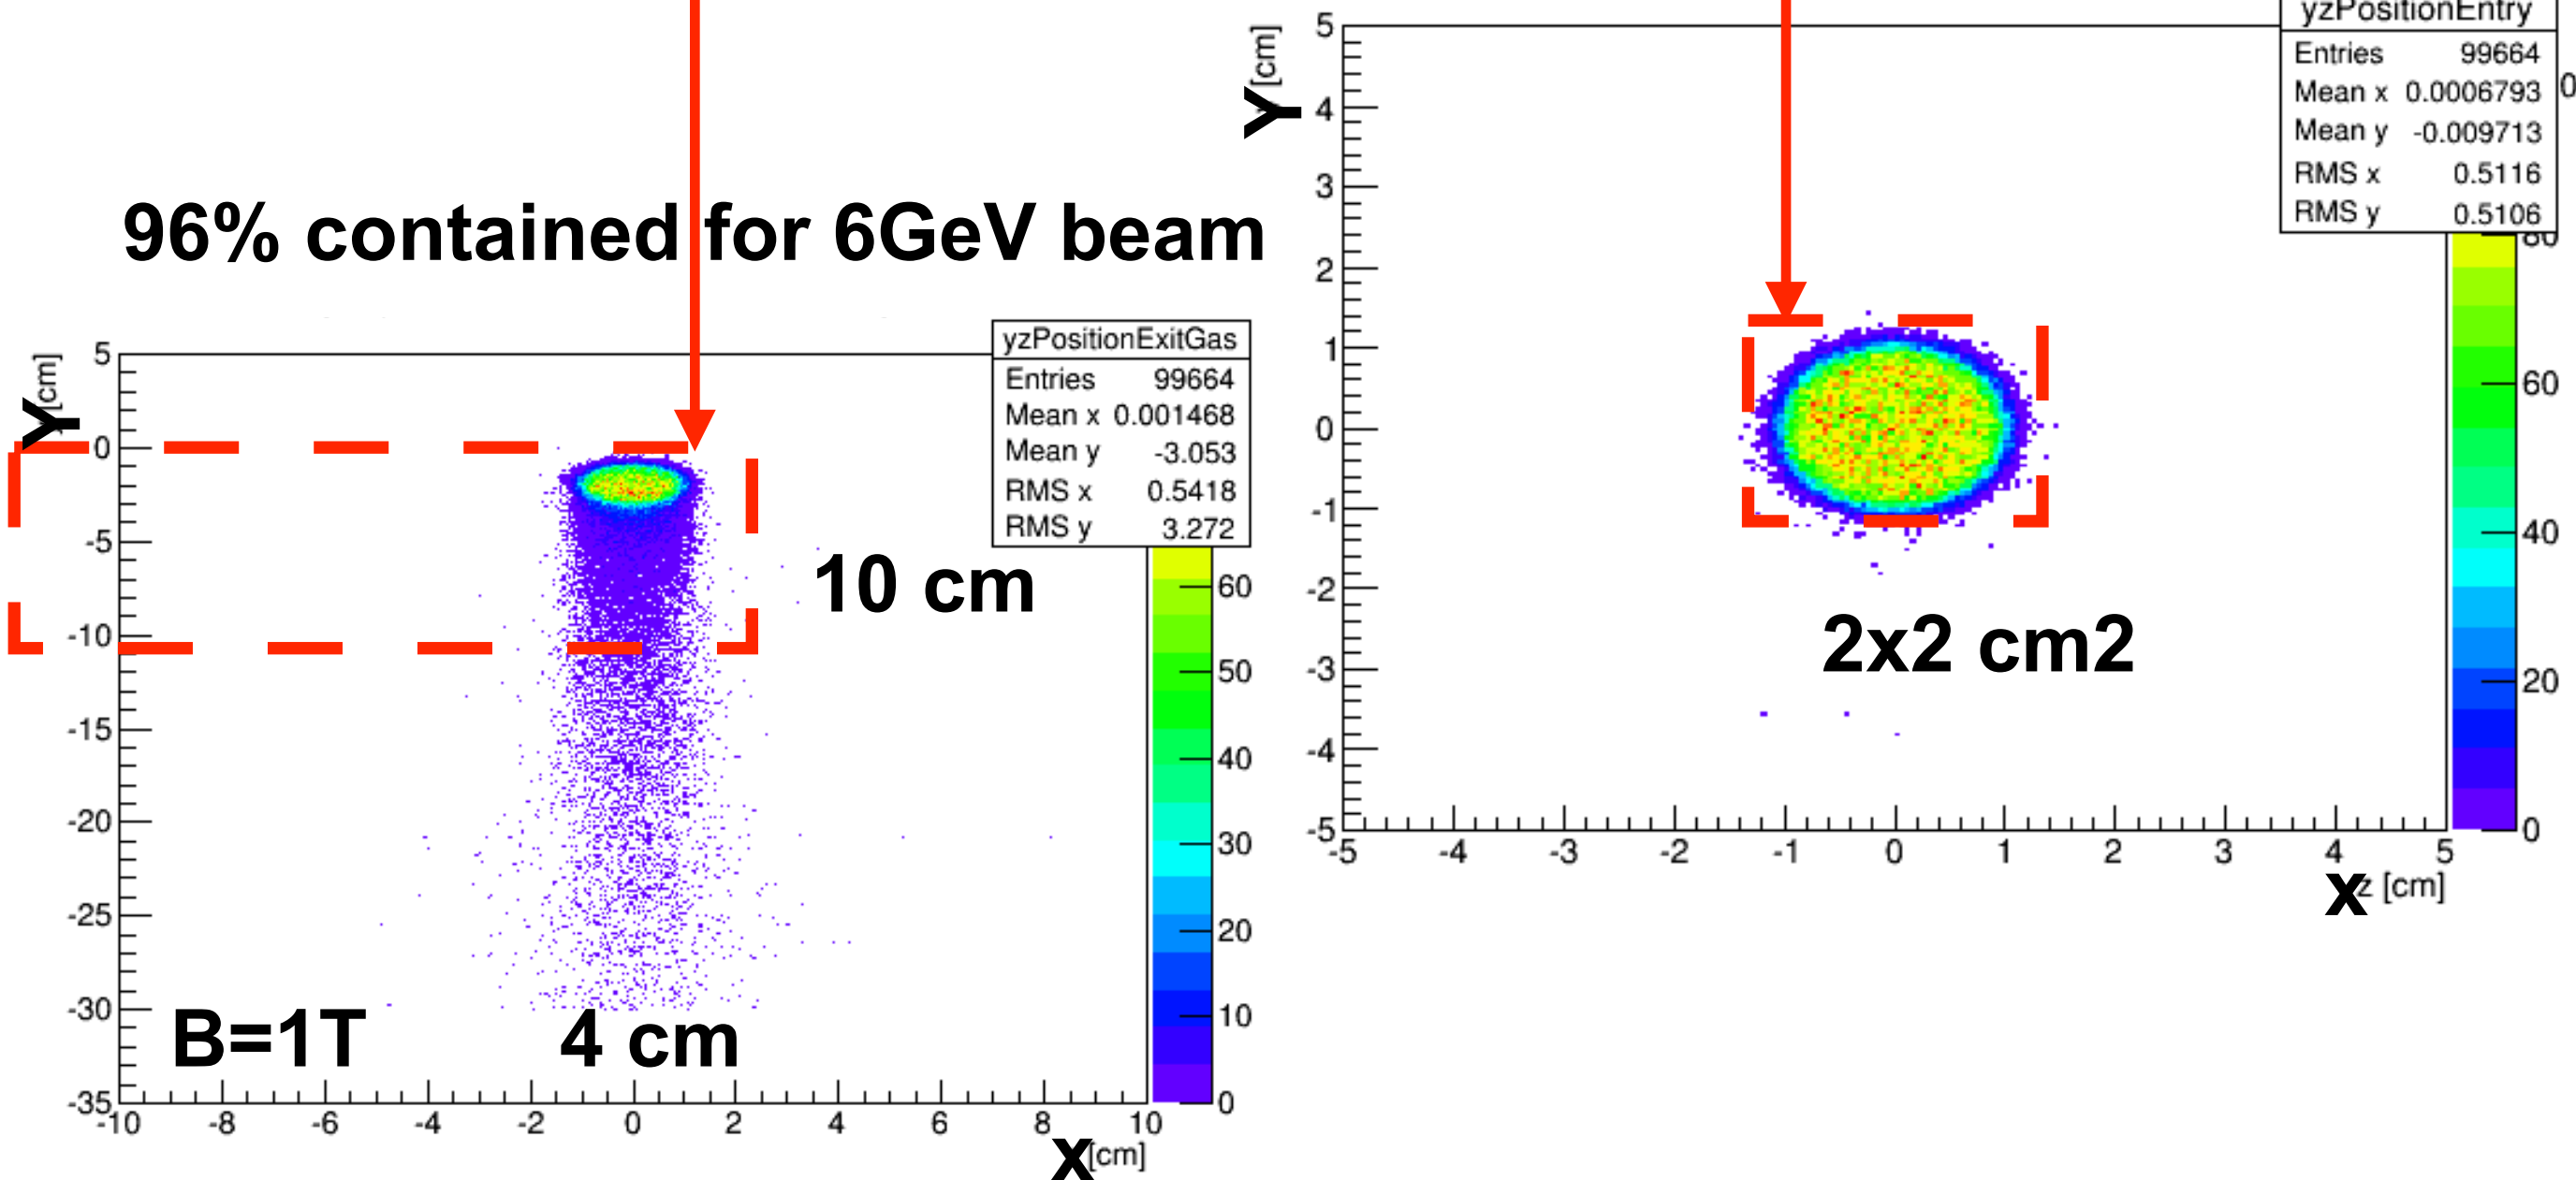 96% contained for 6GeV beam
Y [cm]
5
0
-5
-10
-15
-20
-25
-30
-35
yzPositionExitGas
Entries 99664
Mean x 0.001468
Mean y -3.053
RMS x 0.5418
RMS y 3.272
10 cm
B=1T
4 cm
60
50
40
30
20
10
0
-10 -8 -6 -4 -2 0 2 4 6 8 10
x [cm]
Y [cm]
5
4
3
2
1
0
-1
-2
-3
-4
-5
yzPositionEntry
Entries 99664
Mean x 0.0006793
Mean y -0.009713
RMS x 0.5116
RMS y 0.5106
0
2x2 cm2
80
60
40
20
0
-5 -4 -3 -2 -1 0 1 2 3 4 5
x z [cm]